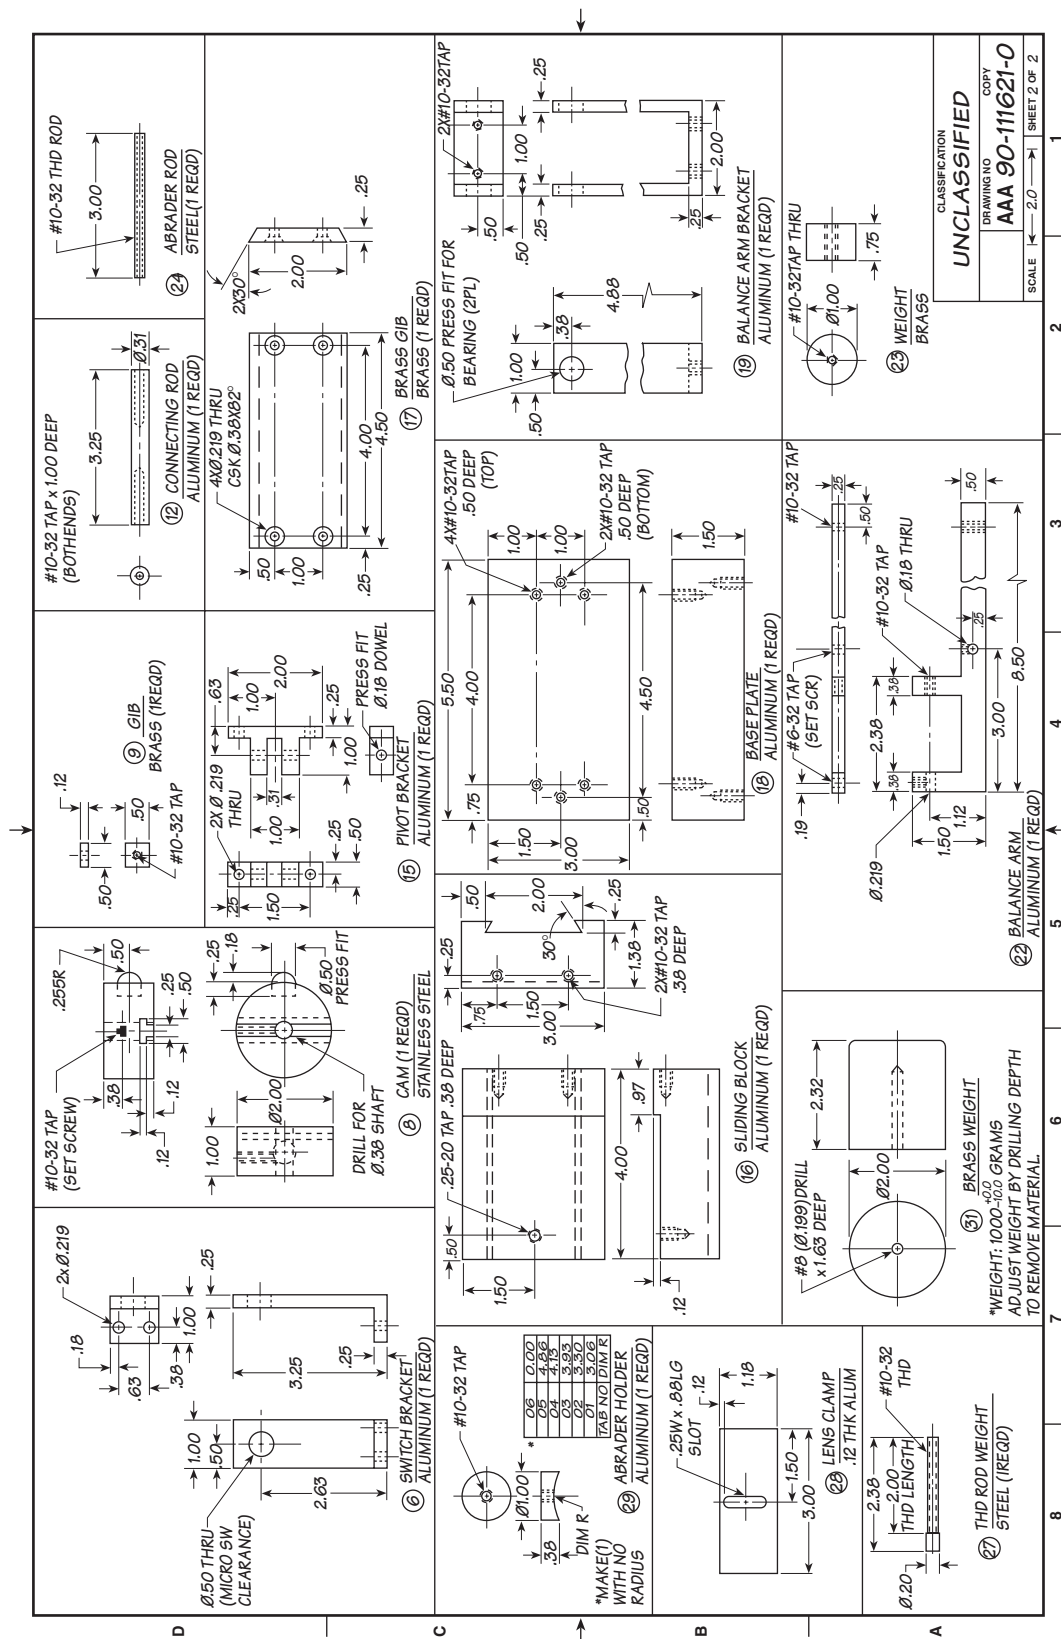 Ø.50 THRU
(MICRO SW
CLEARANCE)
1.00
.50
2.63
2x Ø.219
.18
.63
.38
1.00
.25
3.25
.25
6 SWITCH BRACKET
ALUMINUM (1 REQD)
#10-32 TAP
(SET SCREW)
.38
.12
.12
.255R
.50
.25
.50
1.00
Ø2.00
.25
.18
DRILL FOR
Ø.38 SHAFT
Ø.50
PRESS FIT
8 CAM (1 REQD)
STAINLESS STEEL
.50
.12
.50
#10-32 TAP
9 GIB
BRASS (1REQD)
#10-32 TAP x 1.00 DEEP
(BOTHENDS)
3.25
Ø.31
12 CONNECTING ROD
ALUMINUM (1 REQD)
#10-32 THD ROD
3.00
24 ABRADER ROD
STEEL(1 REQD)
2X Ø .219
THRU
.25
1.50
.25
.50
.63
1.00
2.00
.31
1.00
.25
1.00
PRESS FIT
Ø.18 DOWEL
15 PIVOT BRACKET
ALUMINUM (1 REQD)
4XØ.219 THRU
CSK Ø.38X82°
.50
1.00
.25
4.00
4.50
2X30°
2.00
.25
17 BRASS GIB
BRASS (1 REQD)
#10-32 TAP
Ø1.00
.38
DIM R
*MAKE(1)
WITH NO
RADIUS
* 06 0.00
05 4.86
04 4.13
03 3.93
02 3.30
01 3.06
TAB NO DIM R
29 ABRADER HOLDER
ALUMINUM (1 REQD)
.25-20 TAP .38 DEEP
.50
1.50
4.00
.97
.12
.25
.75
1.50
3.00
.50
2.00
30°
.25
1.38
2X#10-32 TAP
.38 DEEP
16 SLIDING BLOCK
ALUMINUM (1 REQD)
5.50
4.00
.75
1.50
3.00
.50
4.50
4X#10-32TAP
.50 DEEP
(TOP)
1.00
1.00
2X#10-32 TAP
.50 DEEP
(BOTTOM)
1.50
18 BASE PLATE
ALUMINUM (1 REQD)
Ø.50 PRESS FIT FOR
BEARING (2PL)
1.00
.50
.38
4.88
2X#10-32TAP
.50
.50
1.00
.25
.25
.25
2.00
19 BALANCE ARM BRACKET
ALUMINUM (1 REQD)
.25W x .88LG
SLOT
.12
1.18
1.50
3.00
28 LENS CLAMP
.12 THK ALUM
#8 (Ø.199)DRILL
x 1.63 DEEP
Ø2.00
2.32
31 BRASS WEIGHT
*WEIGHT: 1000 +0.0 -10.0 GRAMS
ADJUST WEIGHT BY DRILLING DEPTH
TO REMOVE MATERIAL.
.19
#6-32 TAP
(SET SCR)
#10-32 TAP
.25
.50
2.38
.38
.38
#10-32 TAP
Ø.18 THRU
Ø.219
1.50
1.12
.25
.50
3.00
8.50
22 BALANCE ARM
ALUMINUM (1 REQD)
#10-32TAP THRU
Ø1.00
.75
23 WEIGHT
BRASS
2.38
2.00
THD LENGTH
#10-32
THD
Ø.20
27 THD ROD WEIGHT
STEEL (1REQD)
CLASSIFICATION
UNCLASSIFIED
DRAWING NO COPY
AAA 90-111621-0
SCALE 2.0 SHEET 2 OF 2
D
C
B
A
8 7 6 5 4 3 2 1